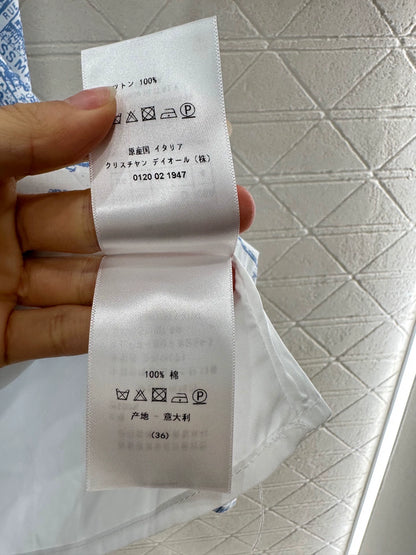 ットン 100%
原産国 イタリア
クリスチャン ディオール (株)
0120 02 1947
100% 棉
产地 - 意大利
(36)